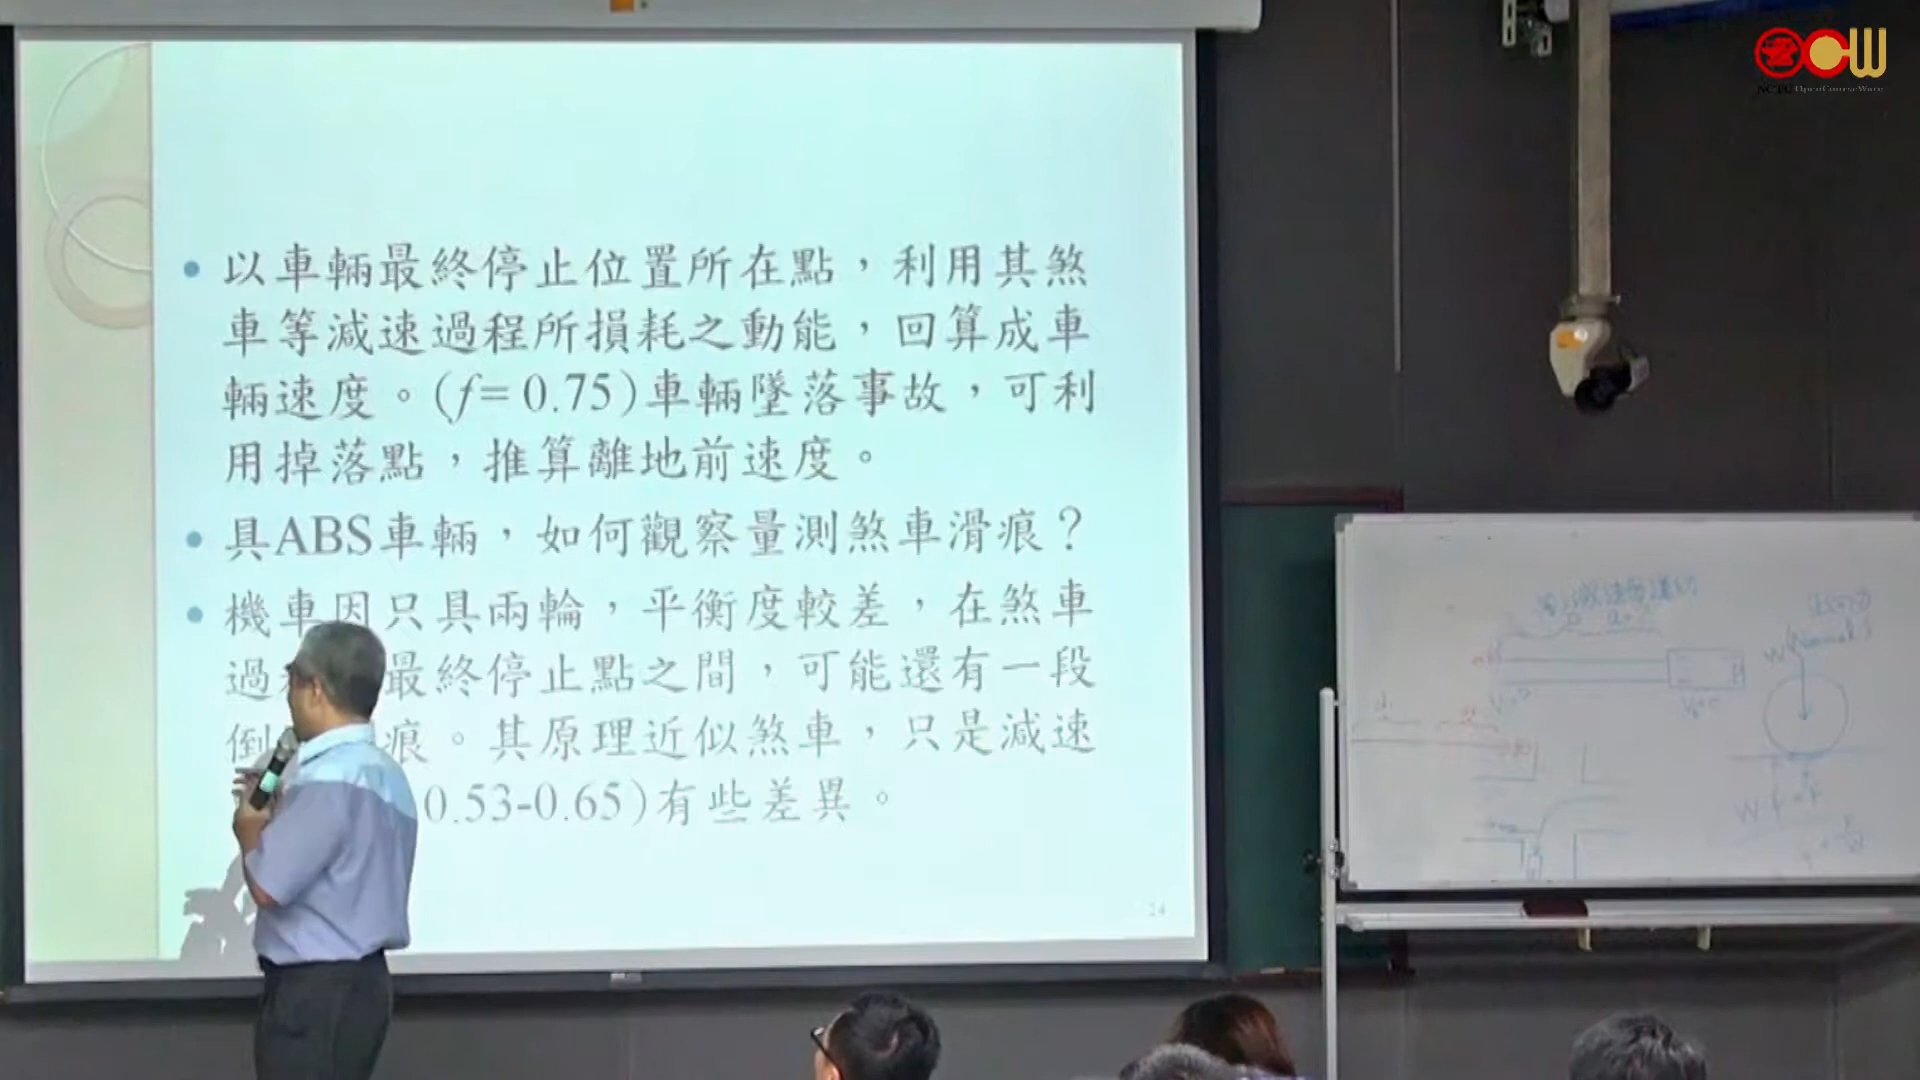 以車輛最終停止位置所在點，利用其煞
車等減速過程所損耗之動能，回算成車
輛速度。(f= 0.75)車輛墜落事故，可利
用掉落點，推算離地前速度。
具ABS車輛，如何觀察量測煞車滑痕？
機車因只具兩輪，平衡度較差，在煞車
過 最終停止點之間，可能還有一段
倒 痕。其原理近似煞車，只是減速
0.53-0.65)有些差異。
24
OpenCourseWare